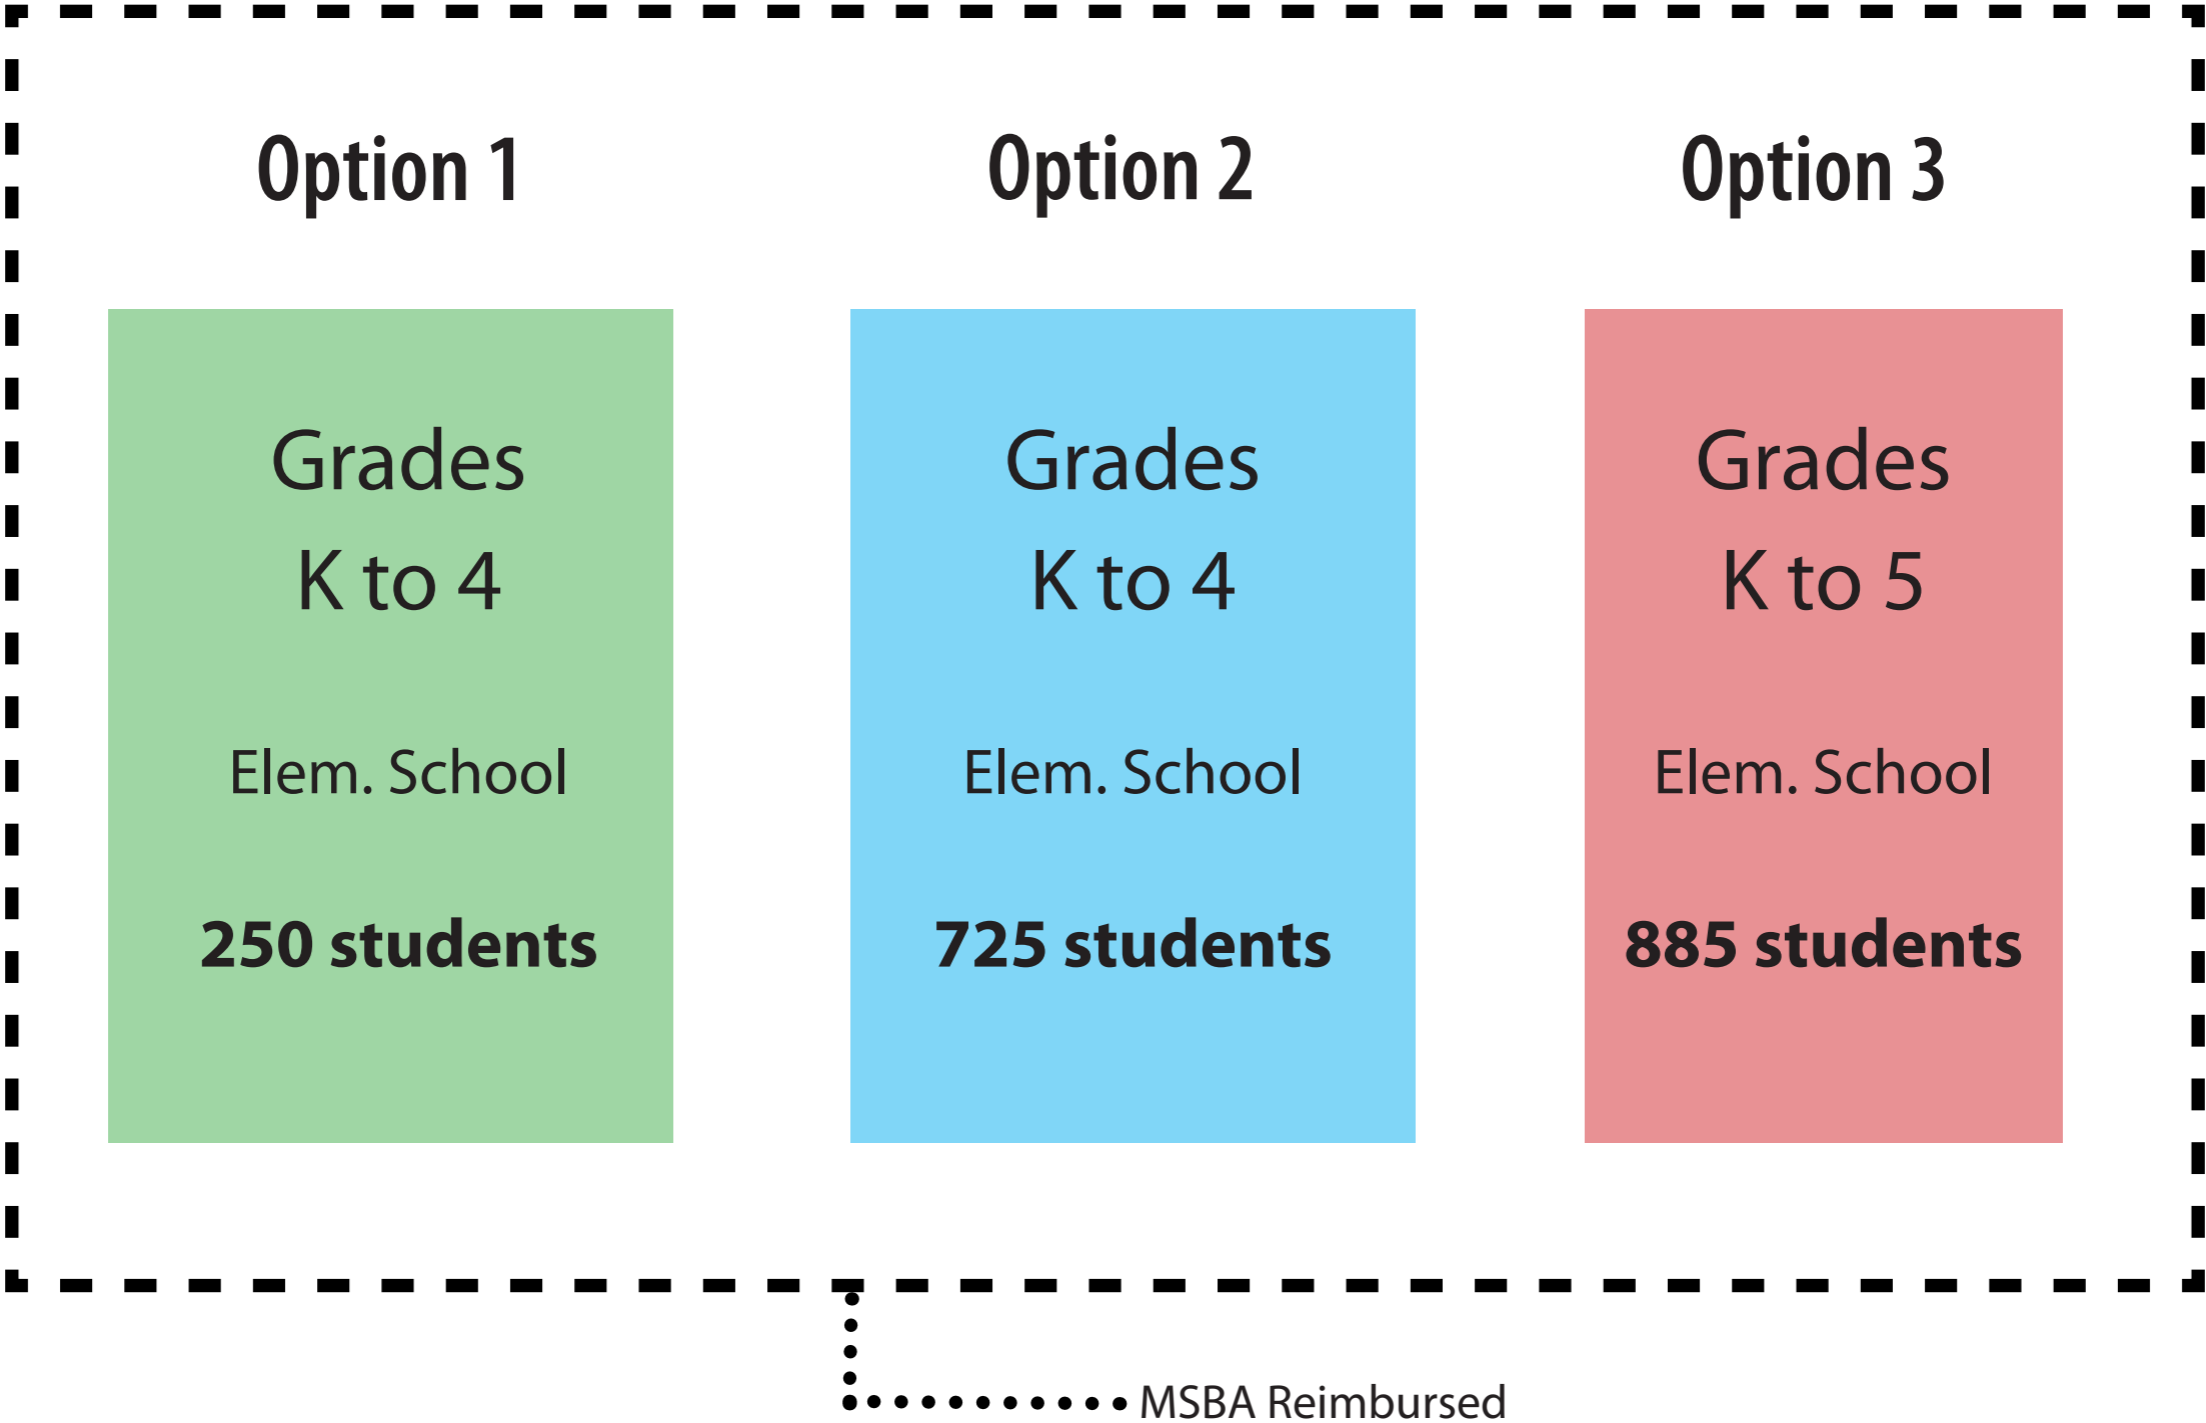 Option 1
Grades
K to 4
Elem. School
250 students
Option 2
Grades
K to 4
Elem. School
725 students
Option 3
Grades
K to 5
Elem. School
885 students
MSBA Reimbursed